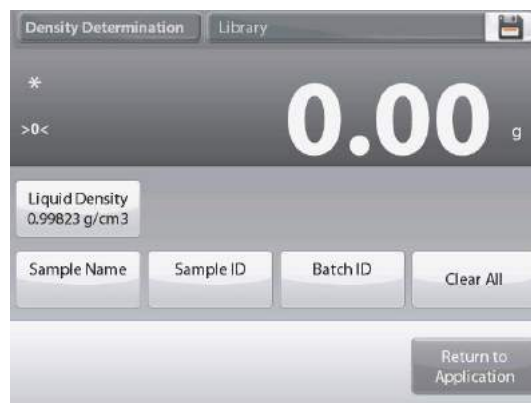 Density Determination Library
*
>0<
0.00 g
Liquid Density
0.99823 g/cm3
Sample Name Sample ID Batch ID Clear All
Return to
Application